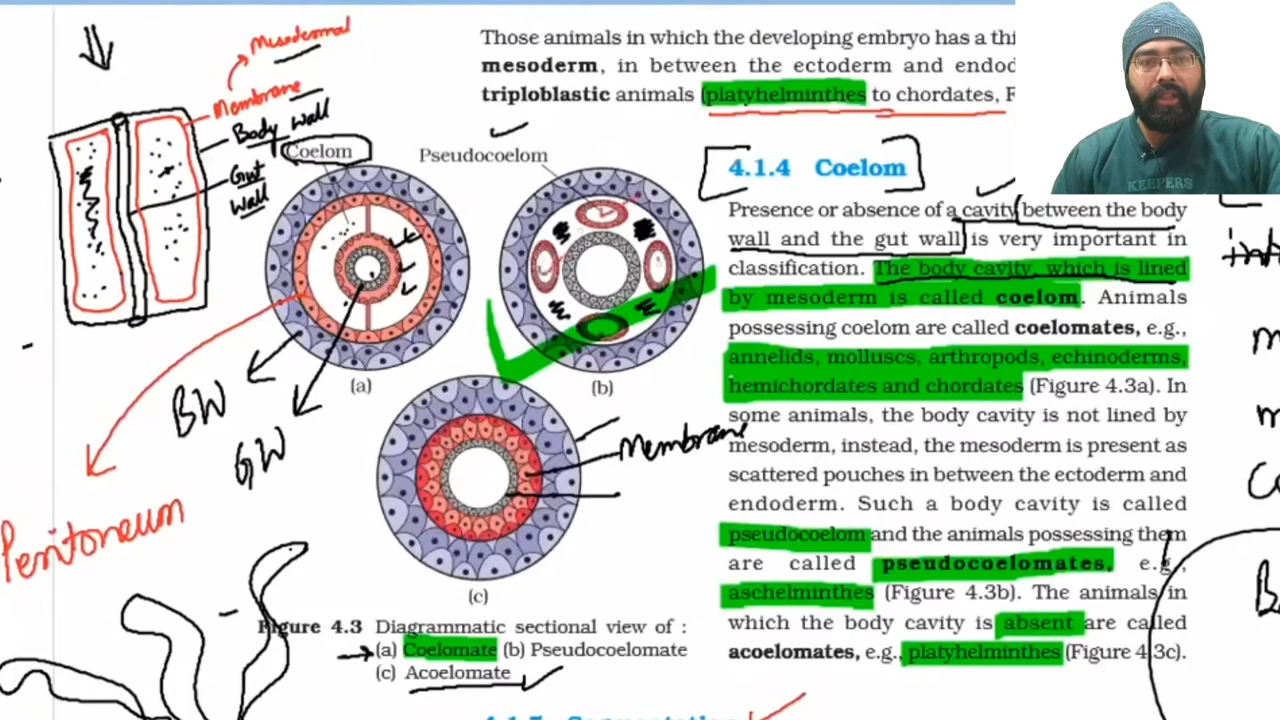 Those animals in which the developing embryo has a thi
mesoderm, in between the ectoderm and endod
triploblastic animals (platyhelminthes to chordates, F
Mesodermal
Membrane
Body wall
Gut
Wall
Coelom
Pseudocoelom
KEEPERS
4.1.4 Coelom
Presence or absence of a cavity between the body
wall and the gut wall is very important in
classification. The body cavity, which is lined
by mesoderm is called coelom. Animals
possessing coelom are called coelomates, e.g.,
annelids, molluscs, arthropods, echinoderms,
hemichordates and chordates (Figure 4.3a). In
some animals, the body cavity is not lined by
mesoderm, instead, the mesoderm is present as
scattered pouches in between the ectoderm and
endoderm. Such a body cavity is called
pseudocoelom and the animals possessing them
are called pseudocoelomates, e.g.,
aschelminthes (Figure 4.3b). The animals in
which the body cavity is absent are called
acoelomates, e.g., platyhelminthes (Figure 4.3c).
(a)
(b)
BW
GW
Membrane
Peritoneum
(c)
Figure 4.3 Diagrammatic sectional view of :
(a) Coelomate (b) Pseudocoelomate
(c) Acoelomate
4.1.5 Segmentation